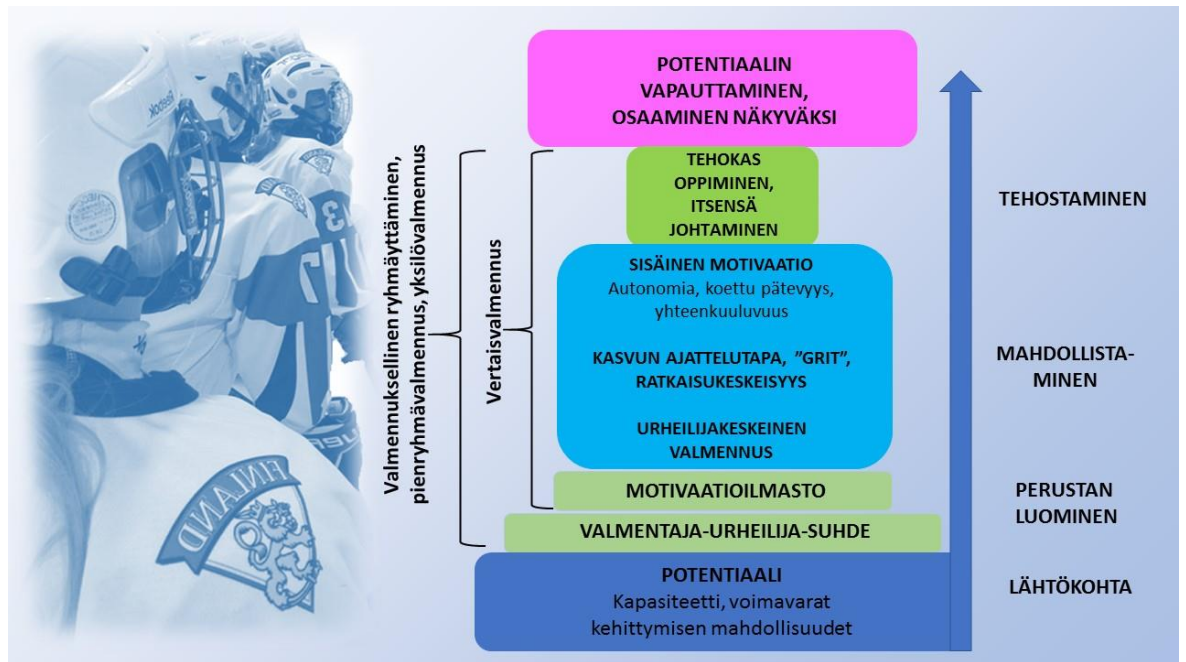 POTENTIAALIN
VAPAUTTAMINEN,
OSAAMINEN NÄKYVÄKSI
TEHOKAS
OPPIMINEN,
ITSENSÄ
JOHTAMINEN
SISÄINEN MOTIVAATIO
Autonomia, koettu pätevyys,
yhteenkuuluvuus
KASVUN AJATTELUTAPA, ”GRIT”,
RATKAISUKESKEISYYS
URHEILIJAKESKEINEN
VALMENNUS
MOTIVAATIOILMASTO
VALMENTAJA-URHEILIJA-SUHDE
POTENTIAALI
Kapasiteetti, voimavarat
kehittymisen mahdollisuudet
Valmennuksellinen ryhmäyttäminen,
pienryhmävalmennus, yksilövalmennus
Vertaisvalmennus
TEHOSTAMINEN
MAHDOLLISTA-
MINEN
PERUSTAN
LUOMINEN
LÄHTÖKOHTA
Reebok
FINLAND